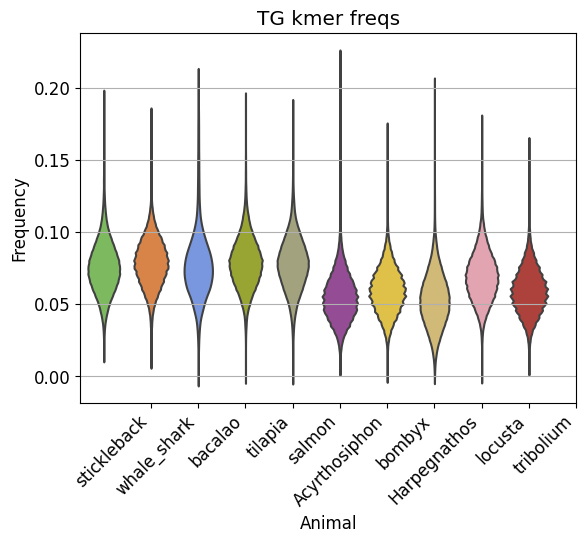 TG kmer freqs
Frequency
0.20
0.15
0.10
0.05
0.00
stickleback
whale_shark
bacalao
tilapia
salmon
Acyrthosiphon
bombyx
Harpegnathos
locusta
tribolium
Animal